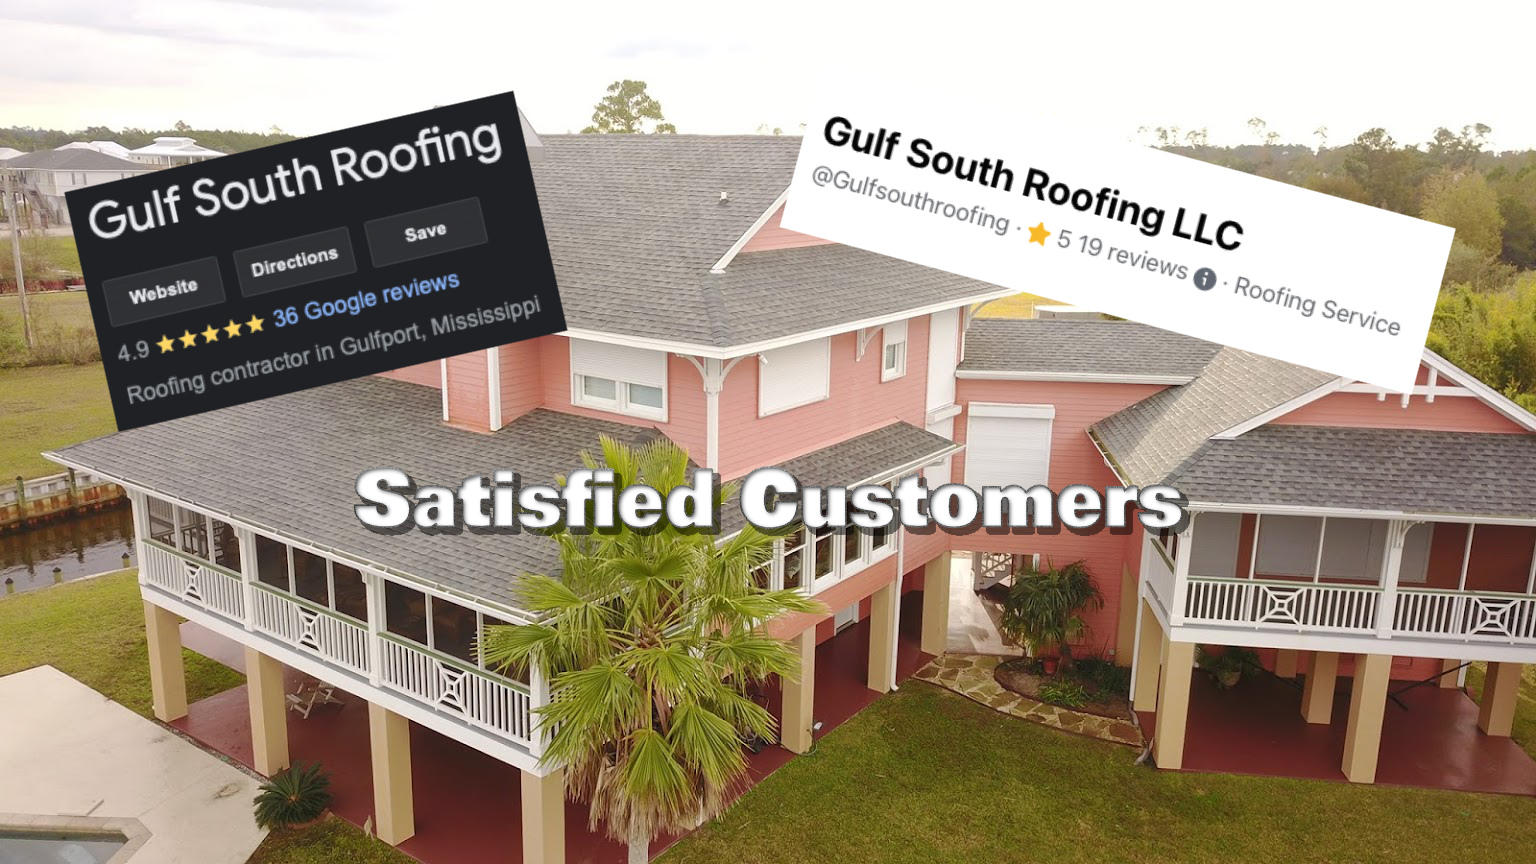 Gulf South Roofing
Website Directions Save
4.9 ★★★★★ 36 Google reviews
Roofing contractor in Gulfport, Mississippi
Gulf South Roofing LLC
@Gulfsouthroofing · ⭐ 5 19 reviews · Roofing Service
Satisfied Customers